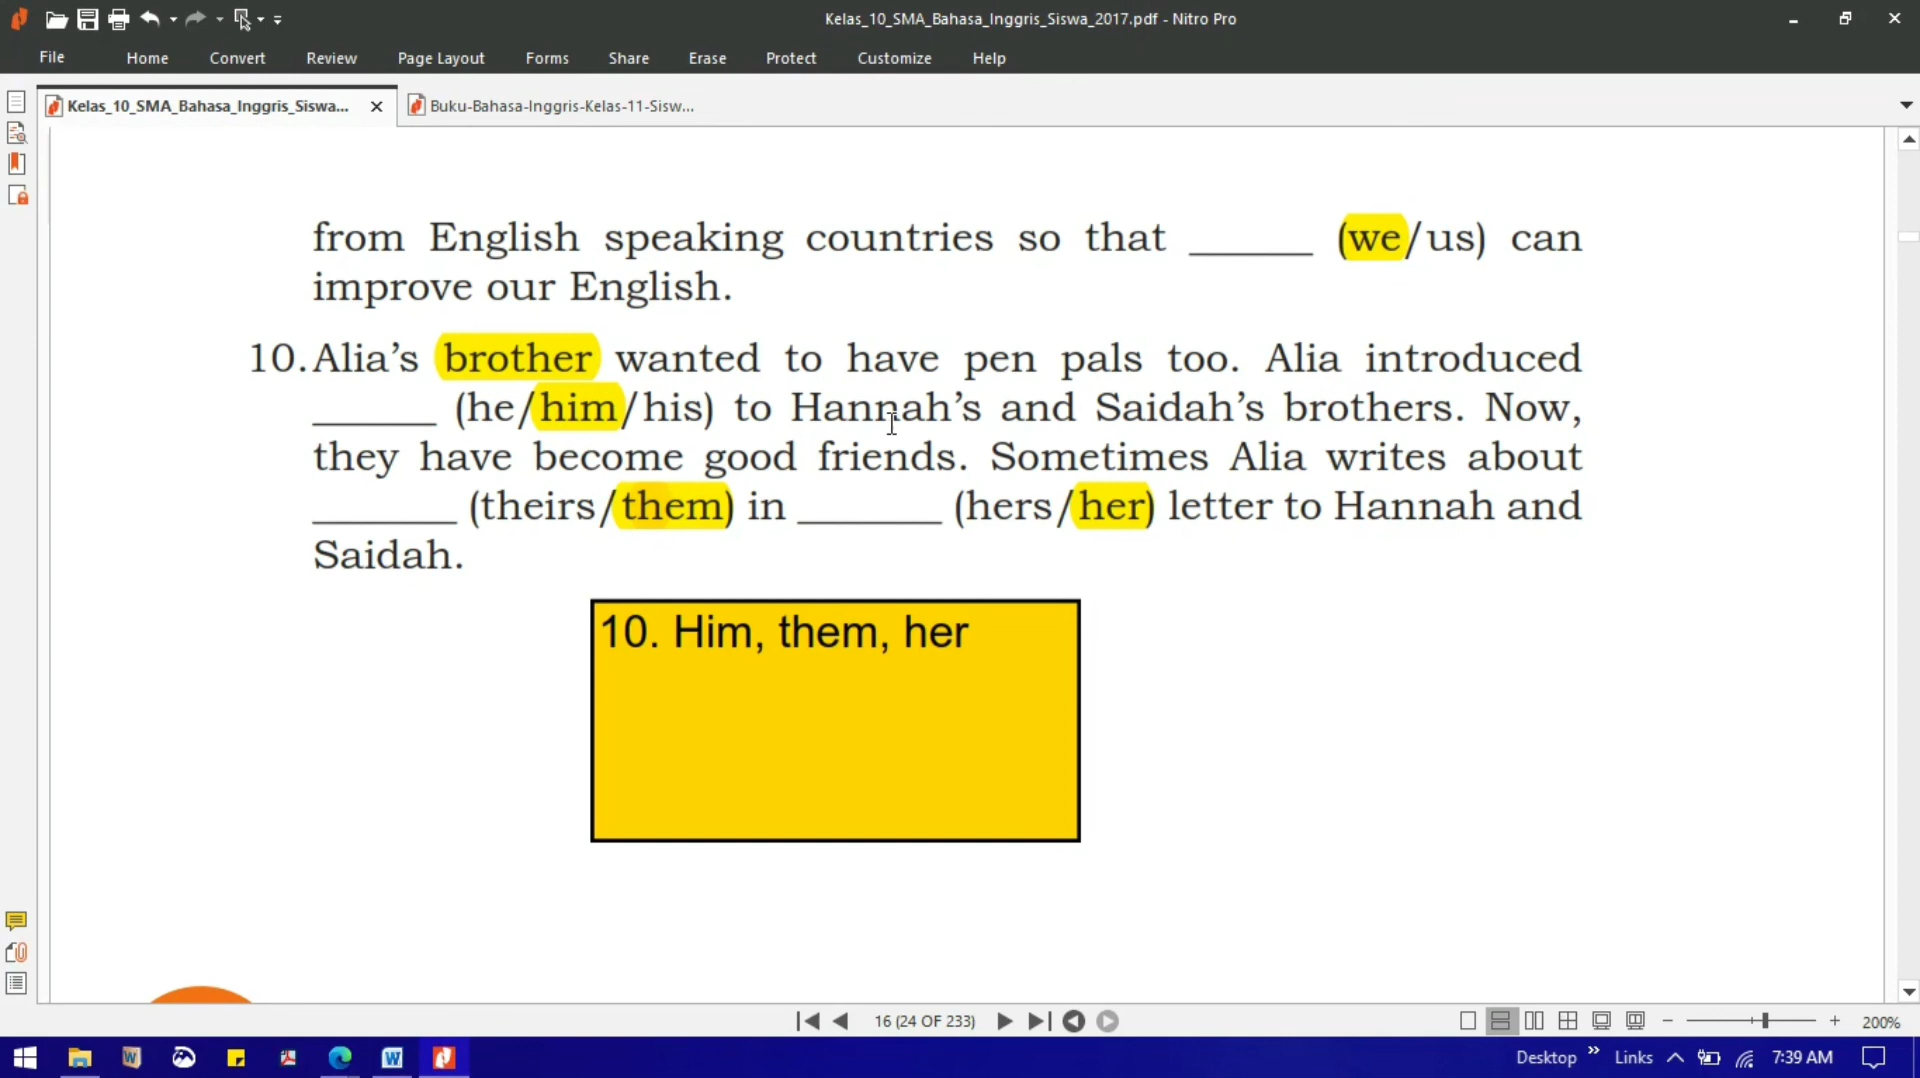 Kelas_10_SMA_Bahasa_Inggris_Siswa_2017.pdf - Nitro Pro
File Home Convert Review Page Layout Forms Share Erase Protect Customize Help
Kelas_10_SMA_Bahasa_Inggris_Siswa... Buku-Bahasa-Inggris-Kelas-11-Sisw...
from English speaking countries so that ______ (we/us) can
improve our English.
10. Alia’s brother wanted to have pen pals too. Alia introduced
______ (he/him/his) to Hannah’s and Saidah’s brothers. Now,
they have become good friends. Sometimes Alia writes about
_______ (theirs/them) in _______ (hers/her) letter to Hannah and
Saidah.
10. Him, them, her
16 (24 OF 233)
200%
Desktop Links 7:39 AM